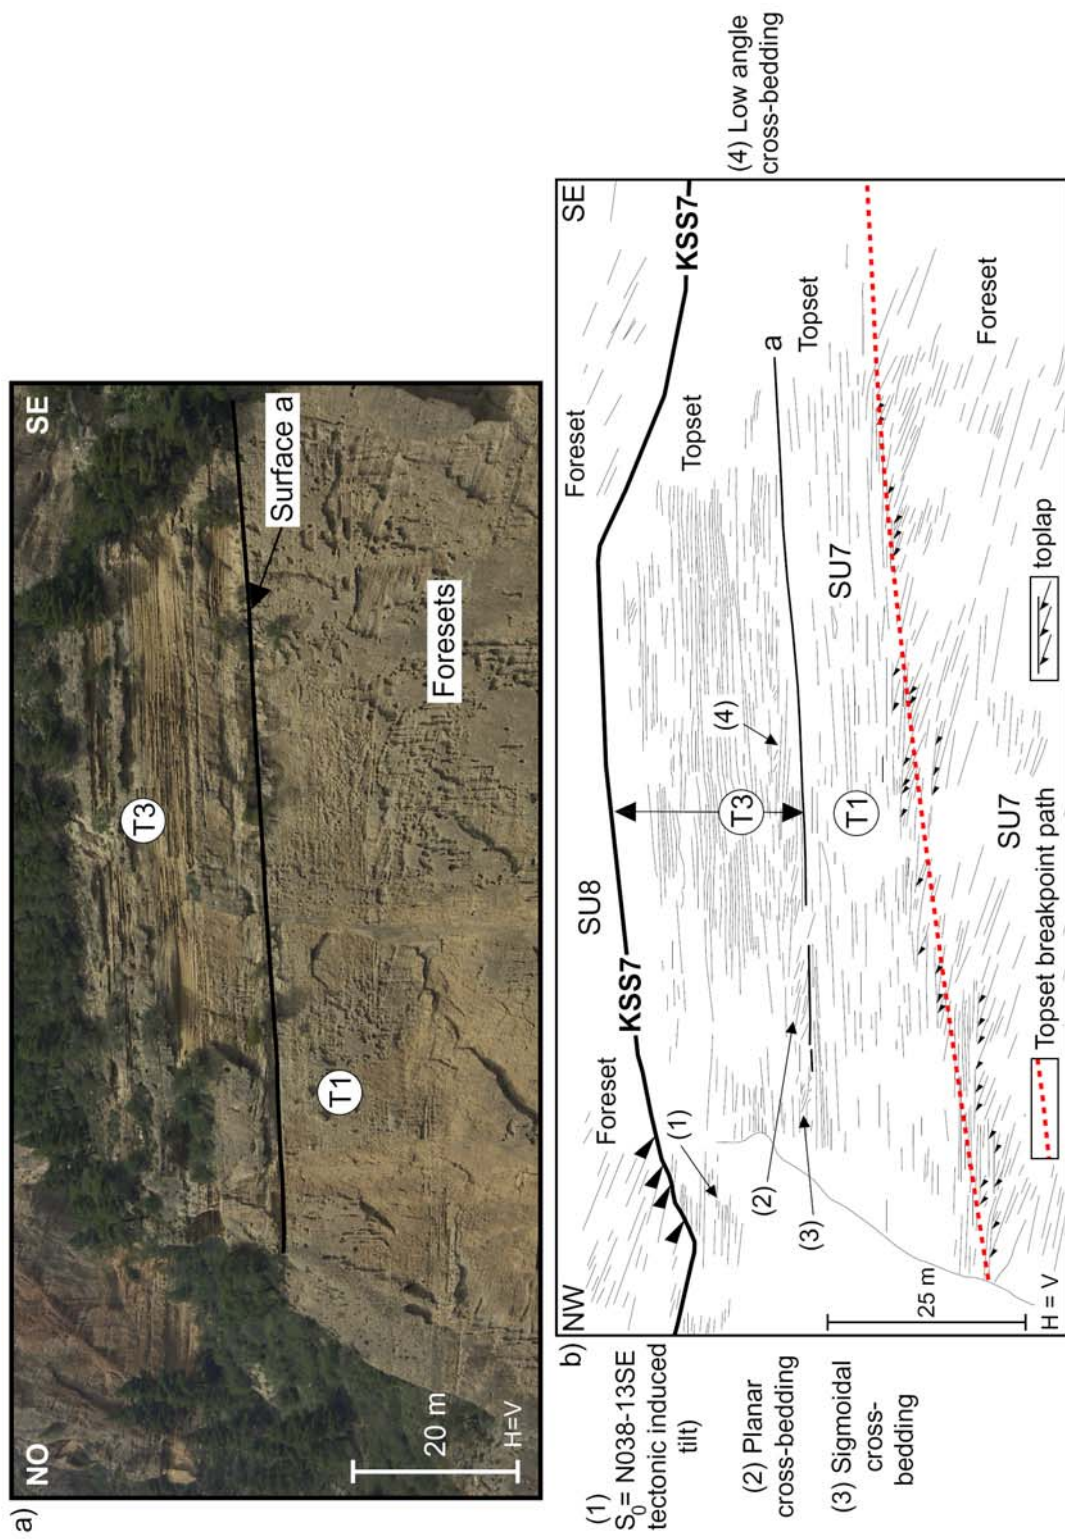 a)
NO
SE
T3
Surface a
T1
Foresets
20 m
H=V
b)
NW
SE
Foreset
SU8
Foreset
KSS7
KSS7
(1)
Topset
T3
(4)
a
(2)
Topset
(3)
T1
SU7
25 m
Foreset
SU7
H = V
Topset breakpoint path
toplap
(1)
S0 = N038-13SE
tectonic induced
tilt)
(2) Planar
cross-bedding
(3) Sigmoidal
cross-
bedding
(4) Low angle
cross-bedding